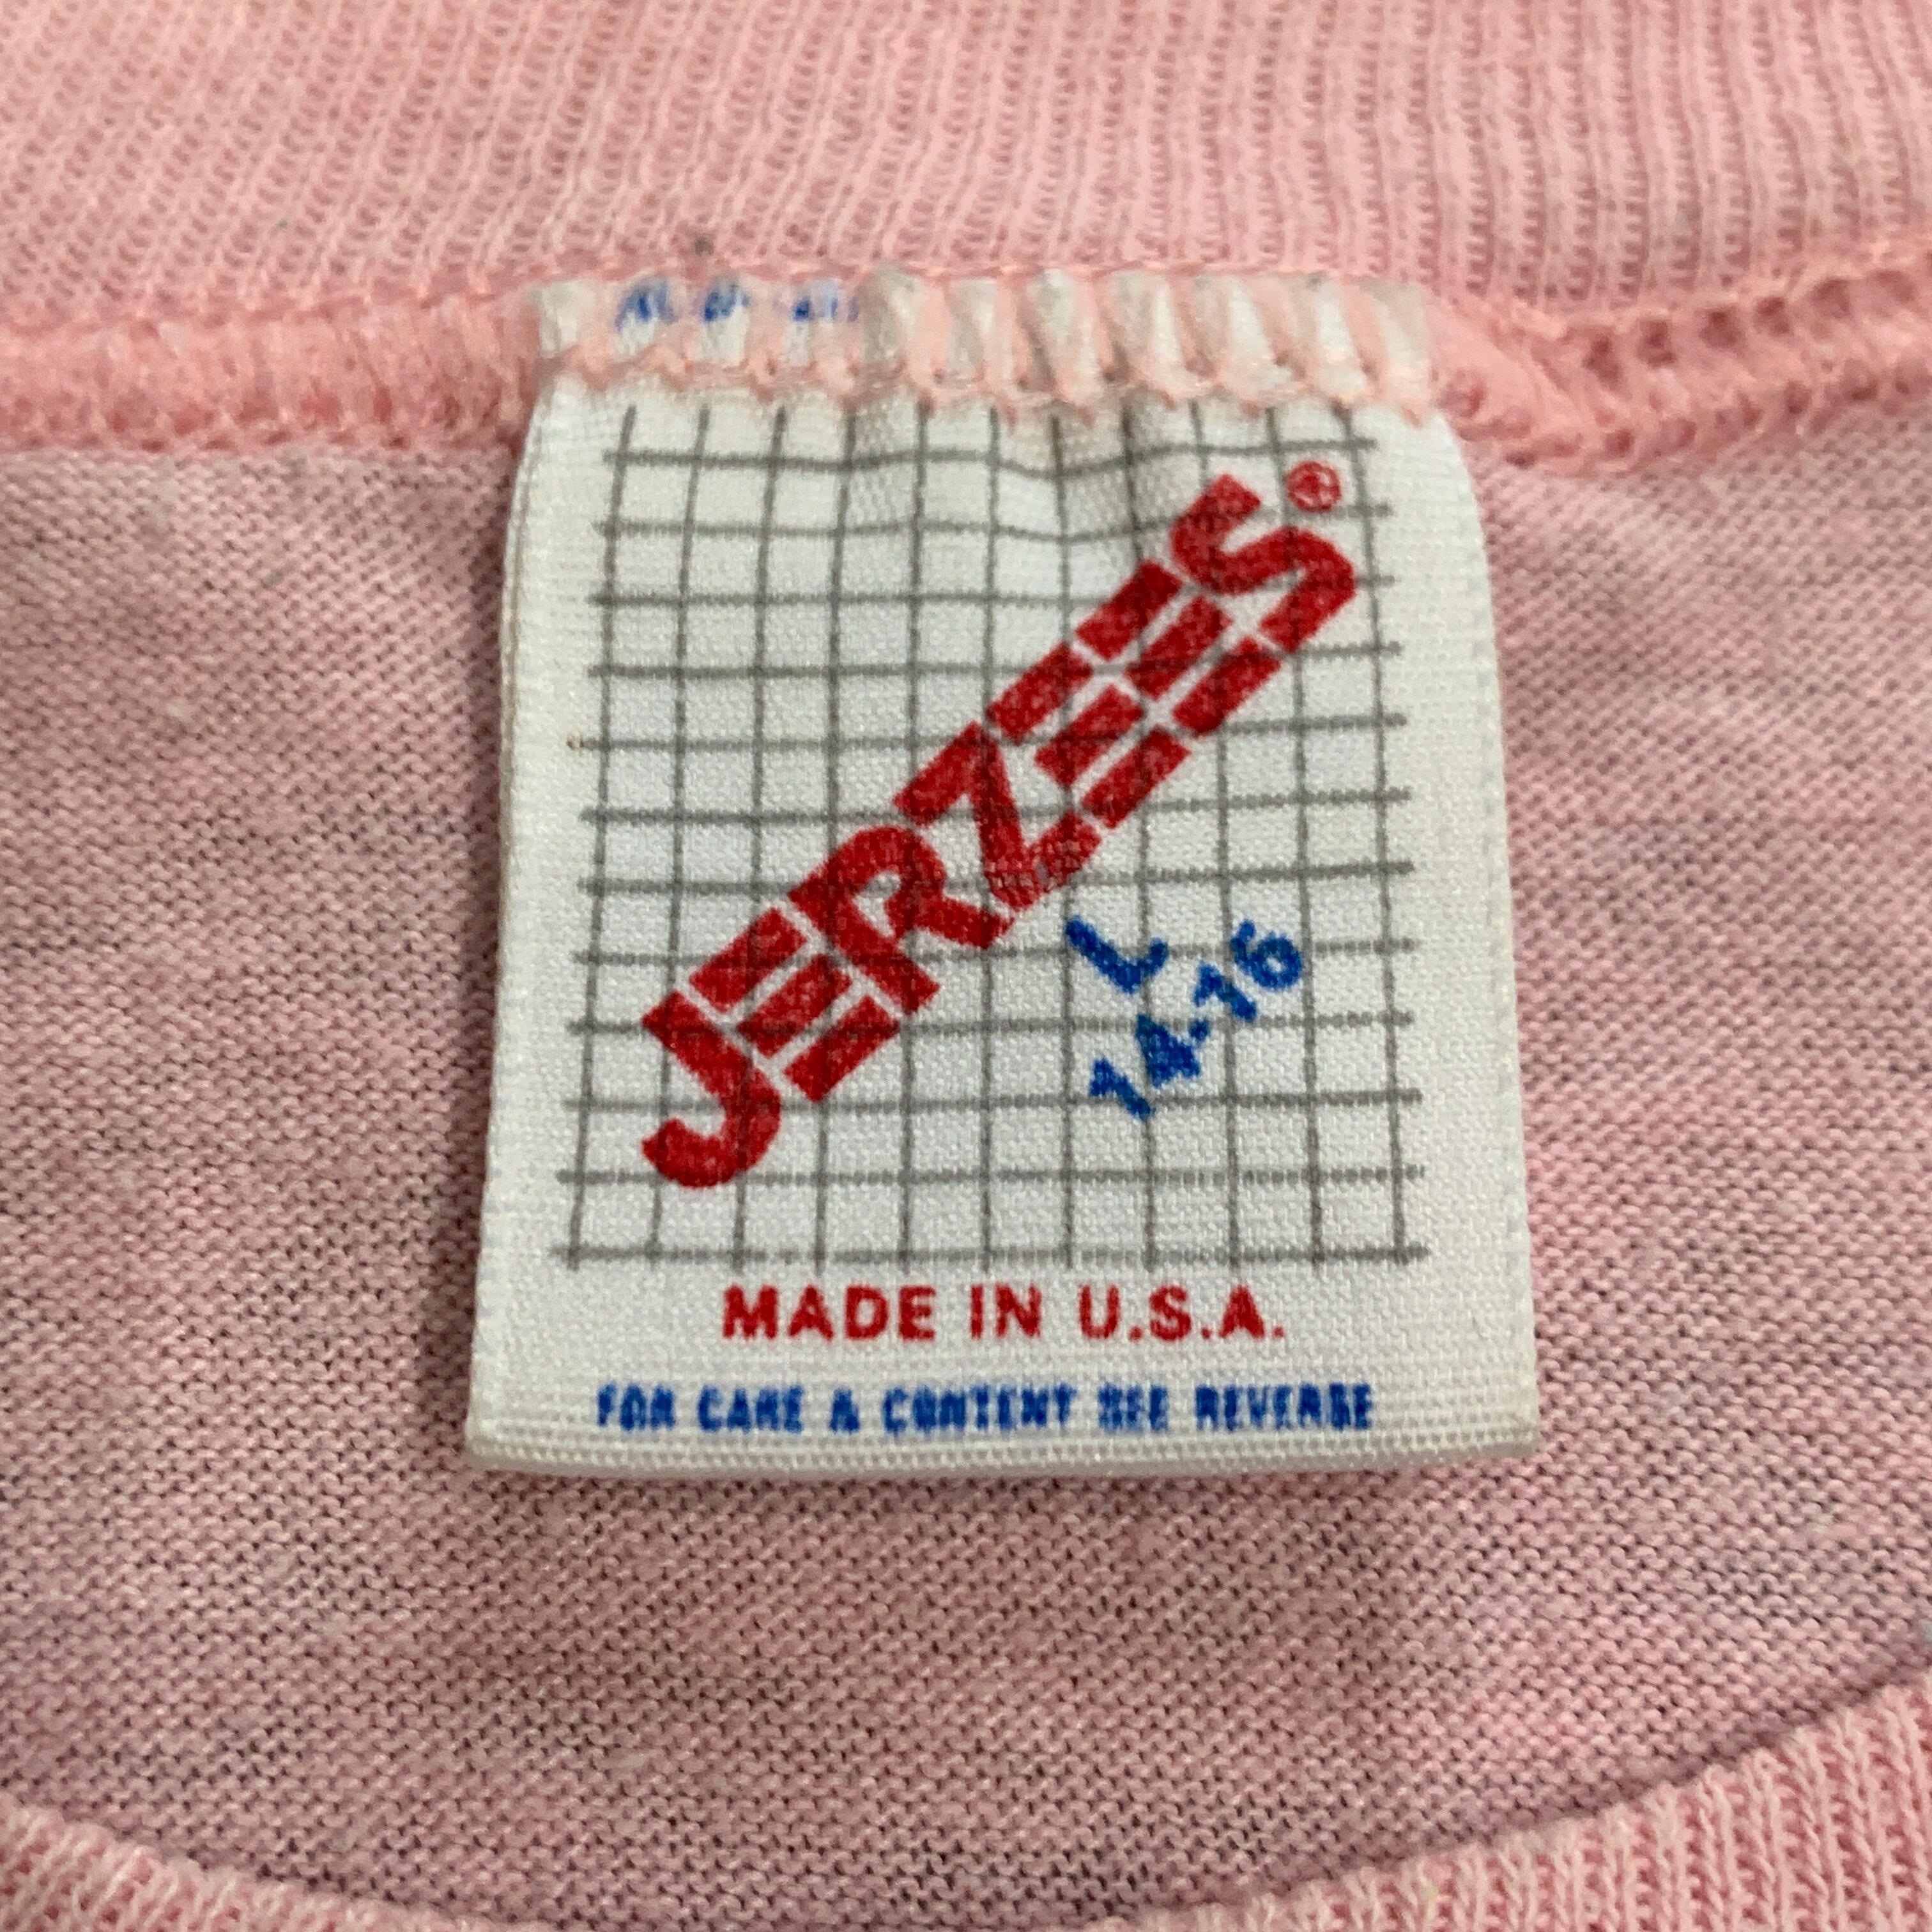 JERZEES®
L
14-16
MADE IN U.S.A.
FOR CARE & CONTENT SEE REVERSE